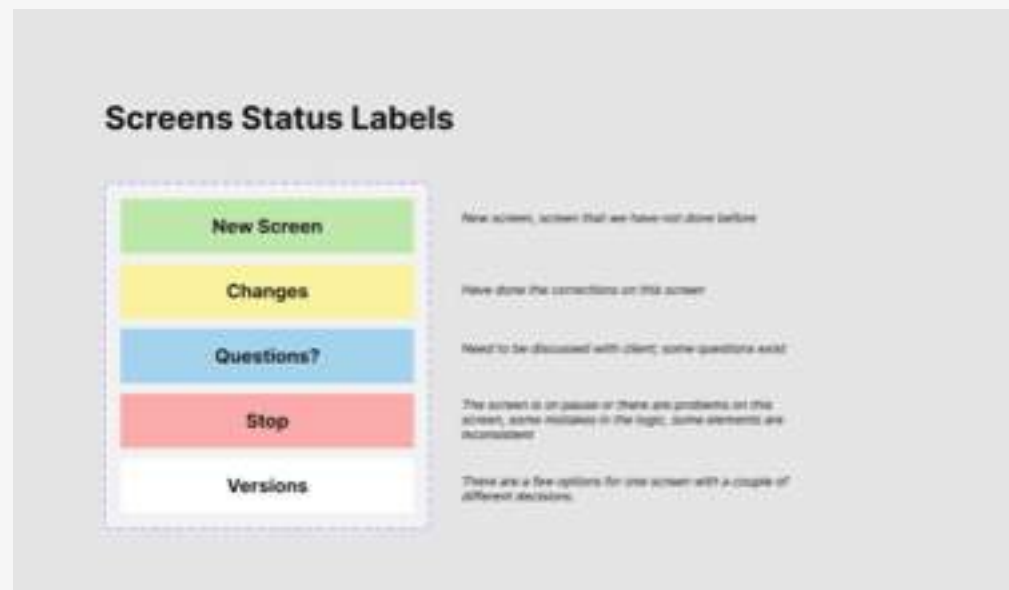 Screens Status Labels
New Screen
New screen, screen that we have not done before
Changes
Have done the corrections on this screen
Questions?
Need to be discussed with client; some questions exist
Stop
The screen is on pause or there are problems on this
screen, some mistakes in the logic, some elements are
inconsistent
Versions
There are a few options for one screen with a couple of
different decisions.